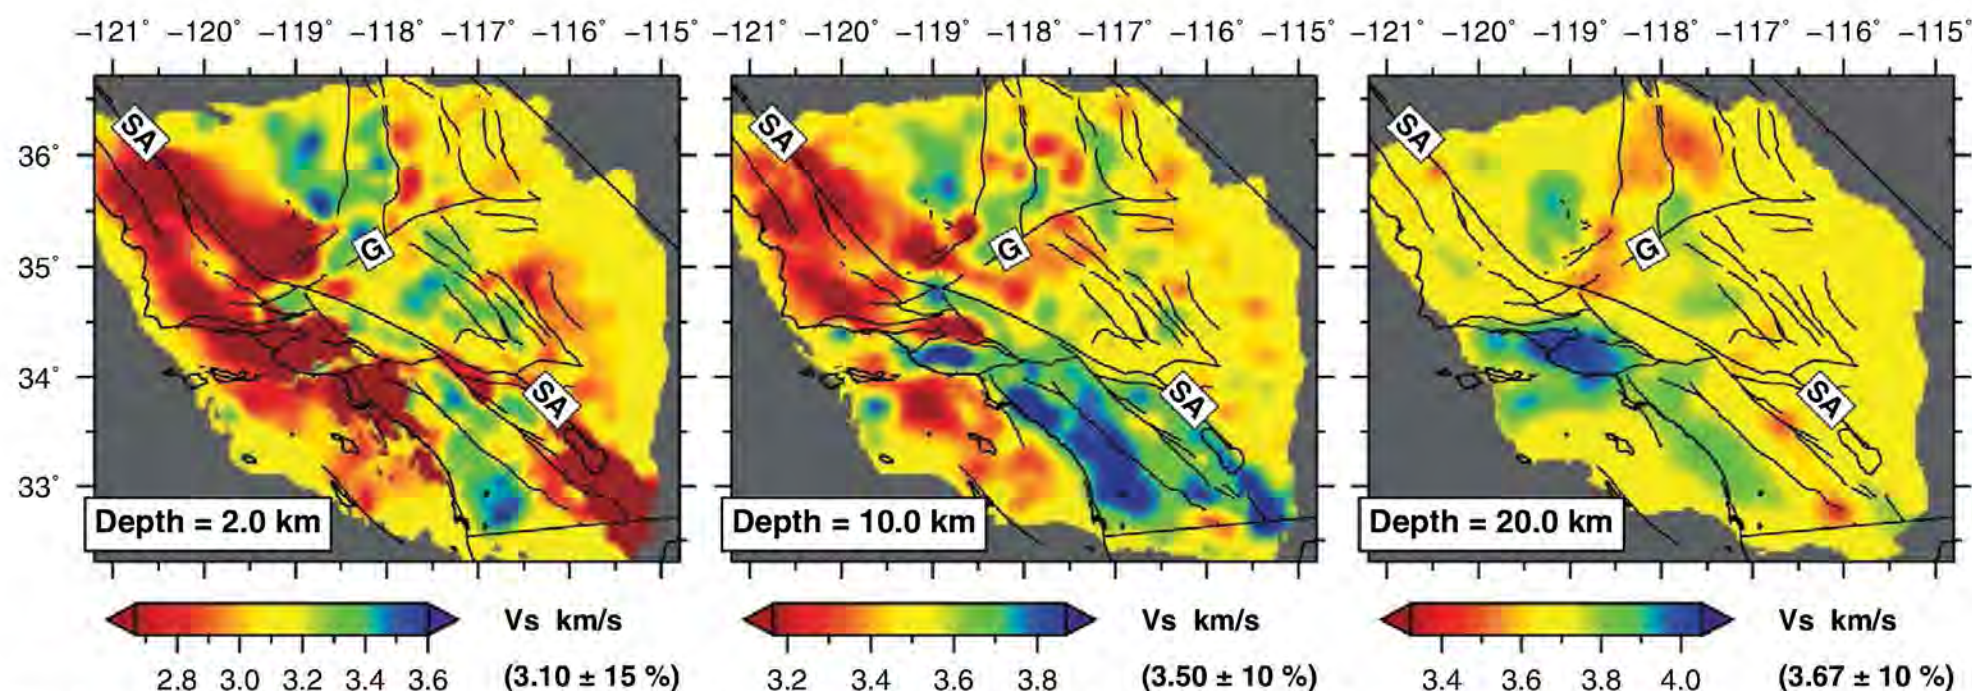 −121° −120° −119° −118° −117° −116° −115° −121° −120° −119° −118° −117° −116° −115° −121° −120° −119° −118° −117° −116° −115°
SA SA SA
36°
G G G
35°
34°
SA SA SA
33°
Depth = 2.0 km Depth = 10.0 km Depth = 20.0 km
Vs km/s Vs km/s Vs km/s
2.8 3.0 3.2 3.4 3.6 (3.10 ± 15 %) 3.2 3.4 3.6 3.8 (3.50 ± 10 %) 3.4 3.6 3.8 4.0 (3.67 ± 10 %)